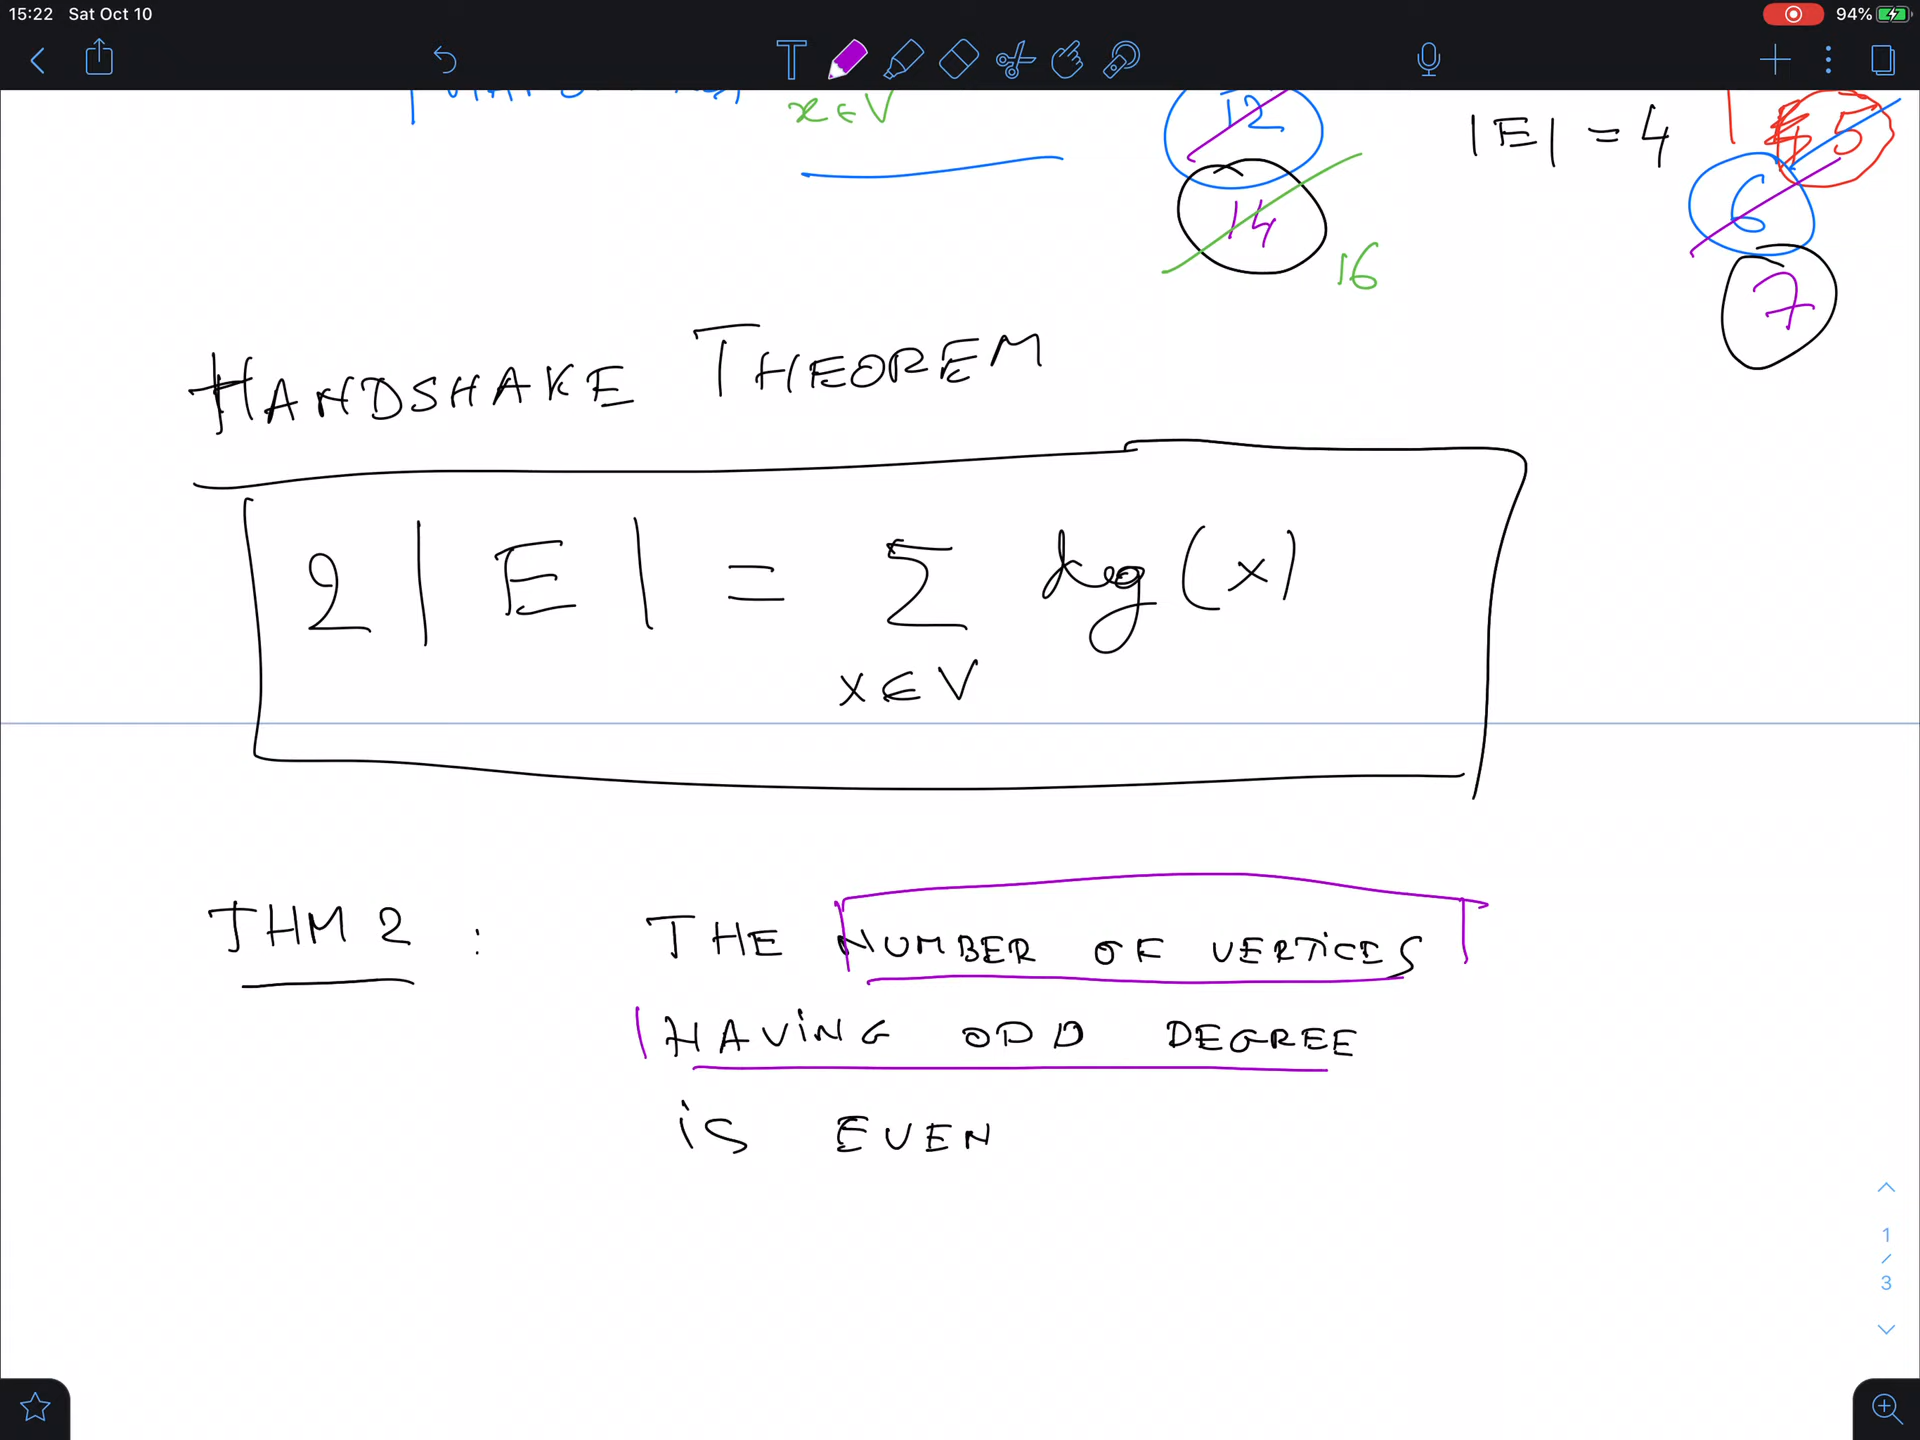 15:22 Sat Oct 10
94%
x ∈ V
12
|E| = 4
5
14
16
6
7
HANDSHAKE THEOREM
2|E| = Σ deg(x)
x ∈ V
THM 2 : THE NUMBER OF VERTICES
HAVING ODD DEGREE
IS EVEN
1
/
3